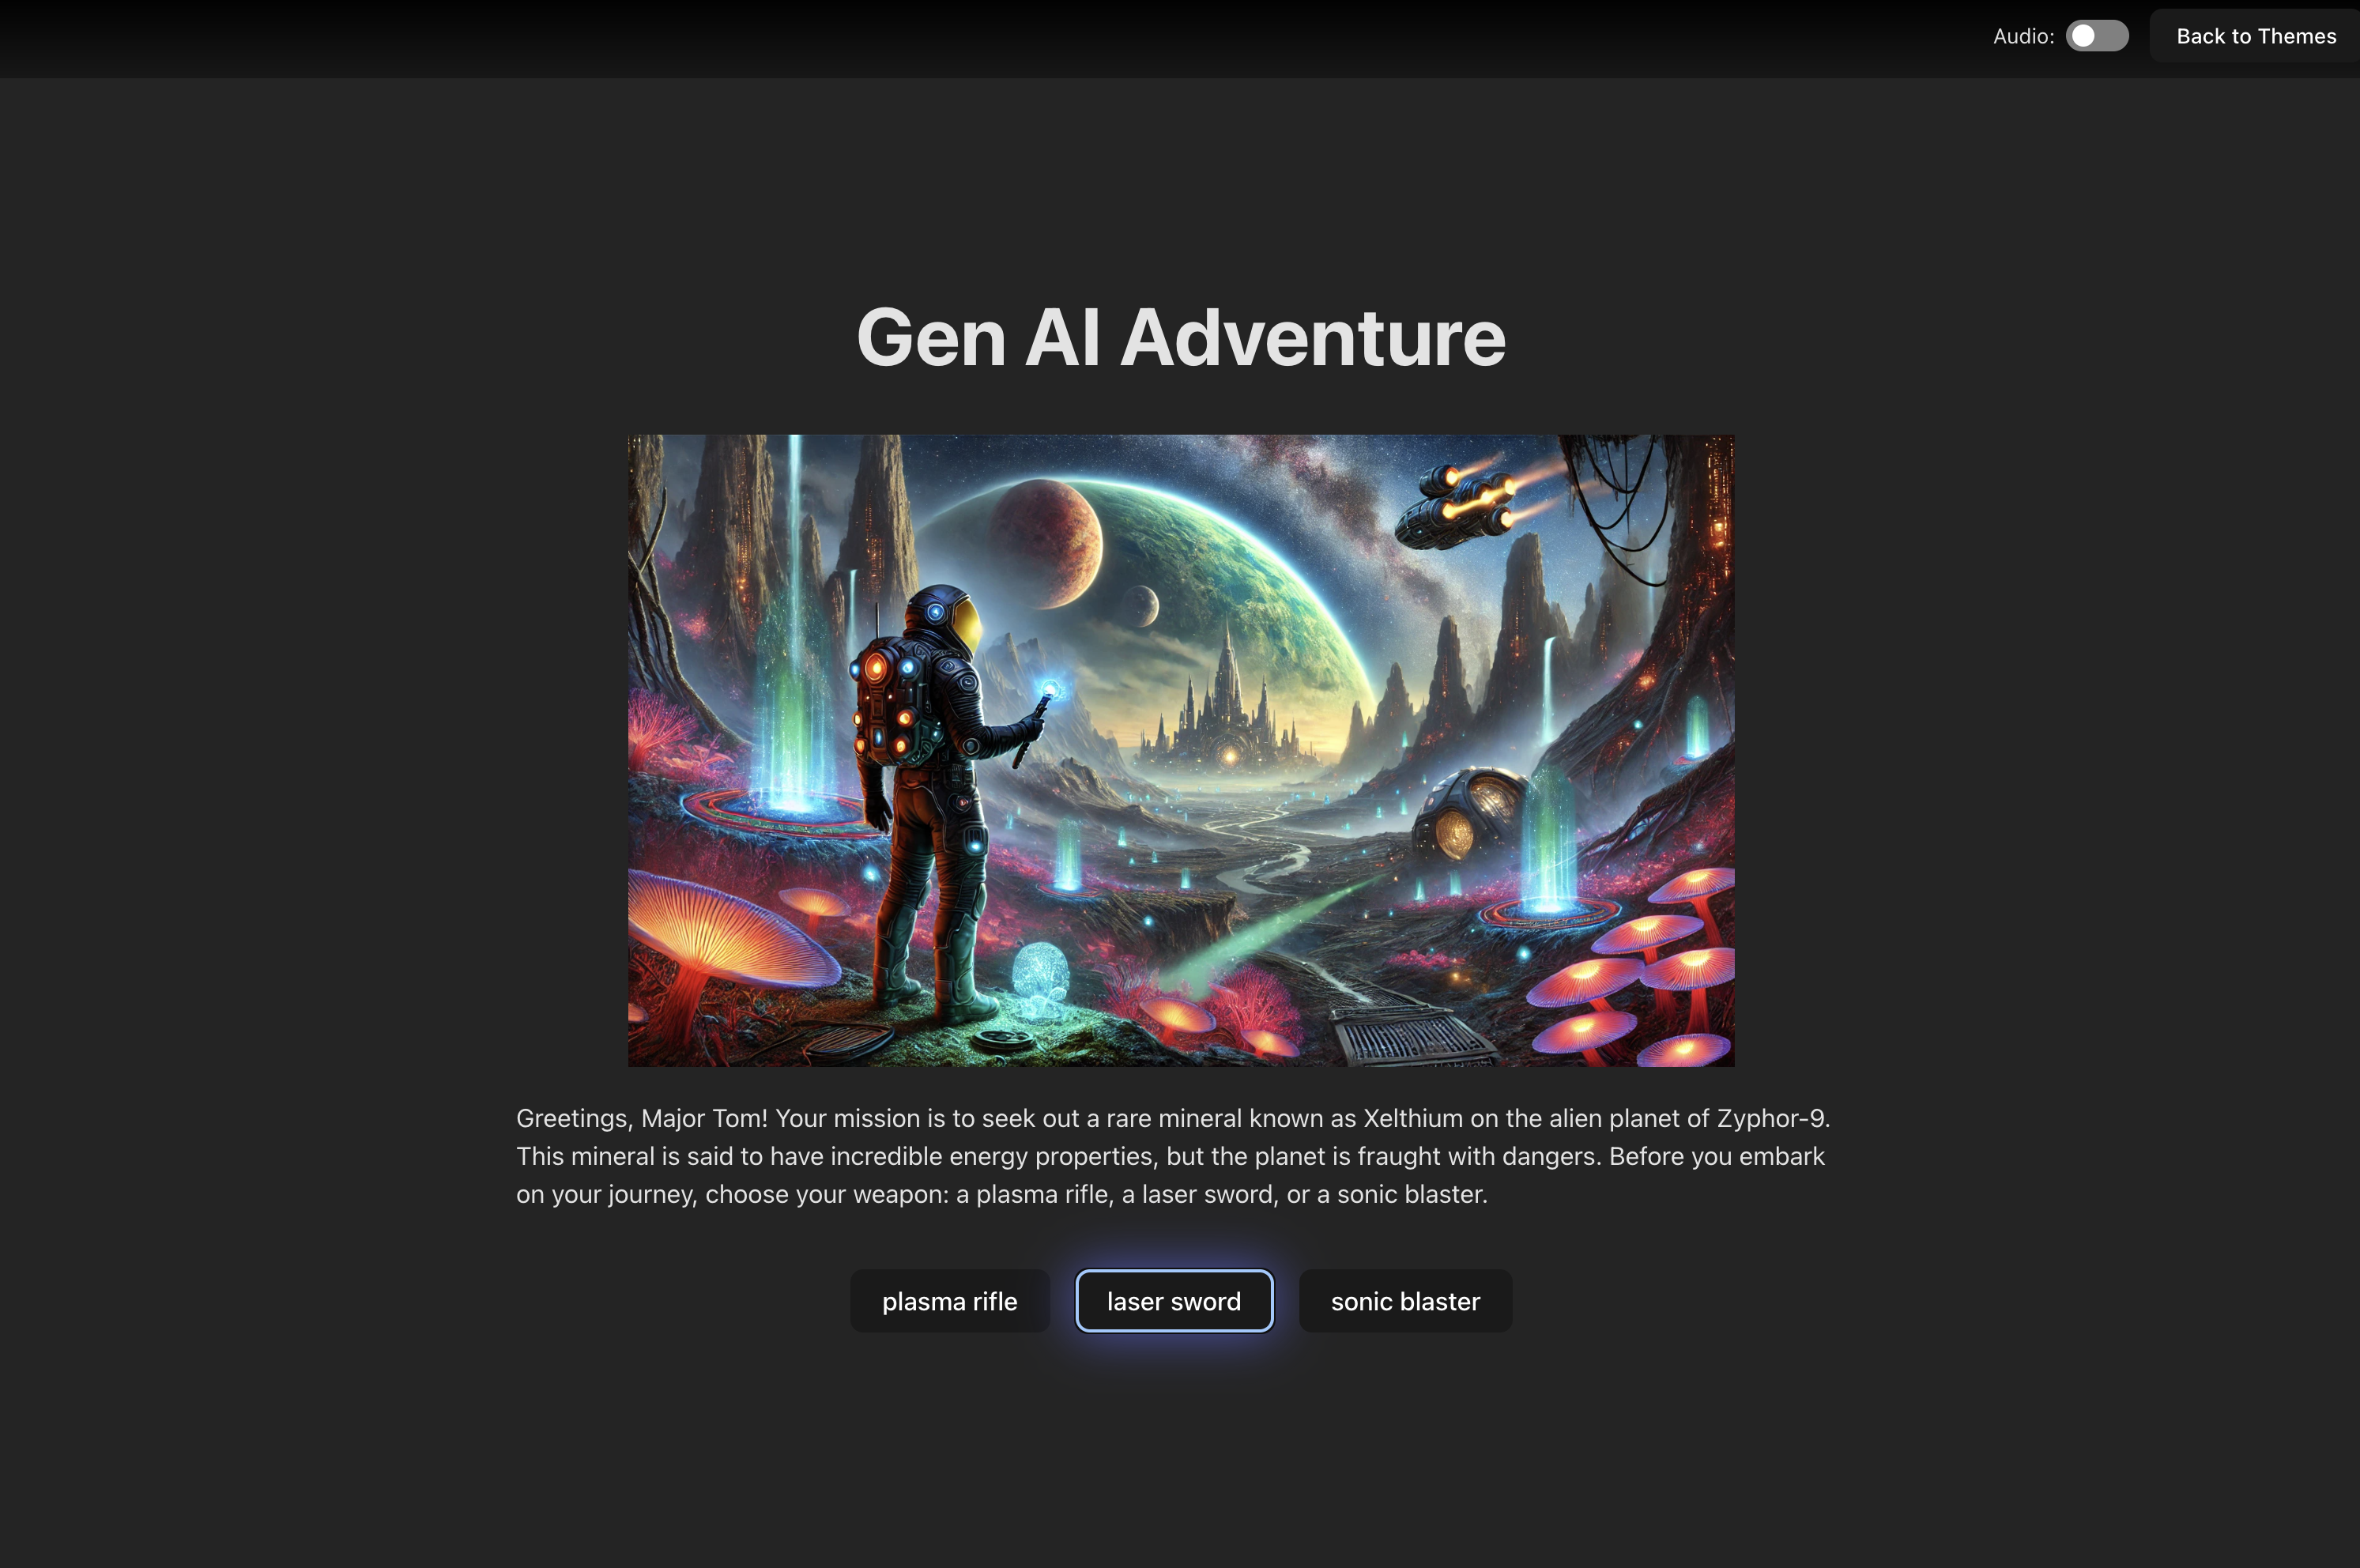 Audio:
Back to Themes
Gen AI Adventure
Greetings, Major Tom! Your mission is to seek out a rare mineral known as Xelthium on the alien planet of Zyphor-9.
This mineral is said to have incredible energy properties, but the planet is fraught with dangers. Before you embark
on your journey, choose your weapon: a plasma rifle, a laser sword, or a sonic blaster.
plasma rifle
laser sword
sonic blaster